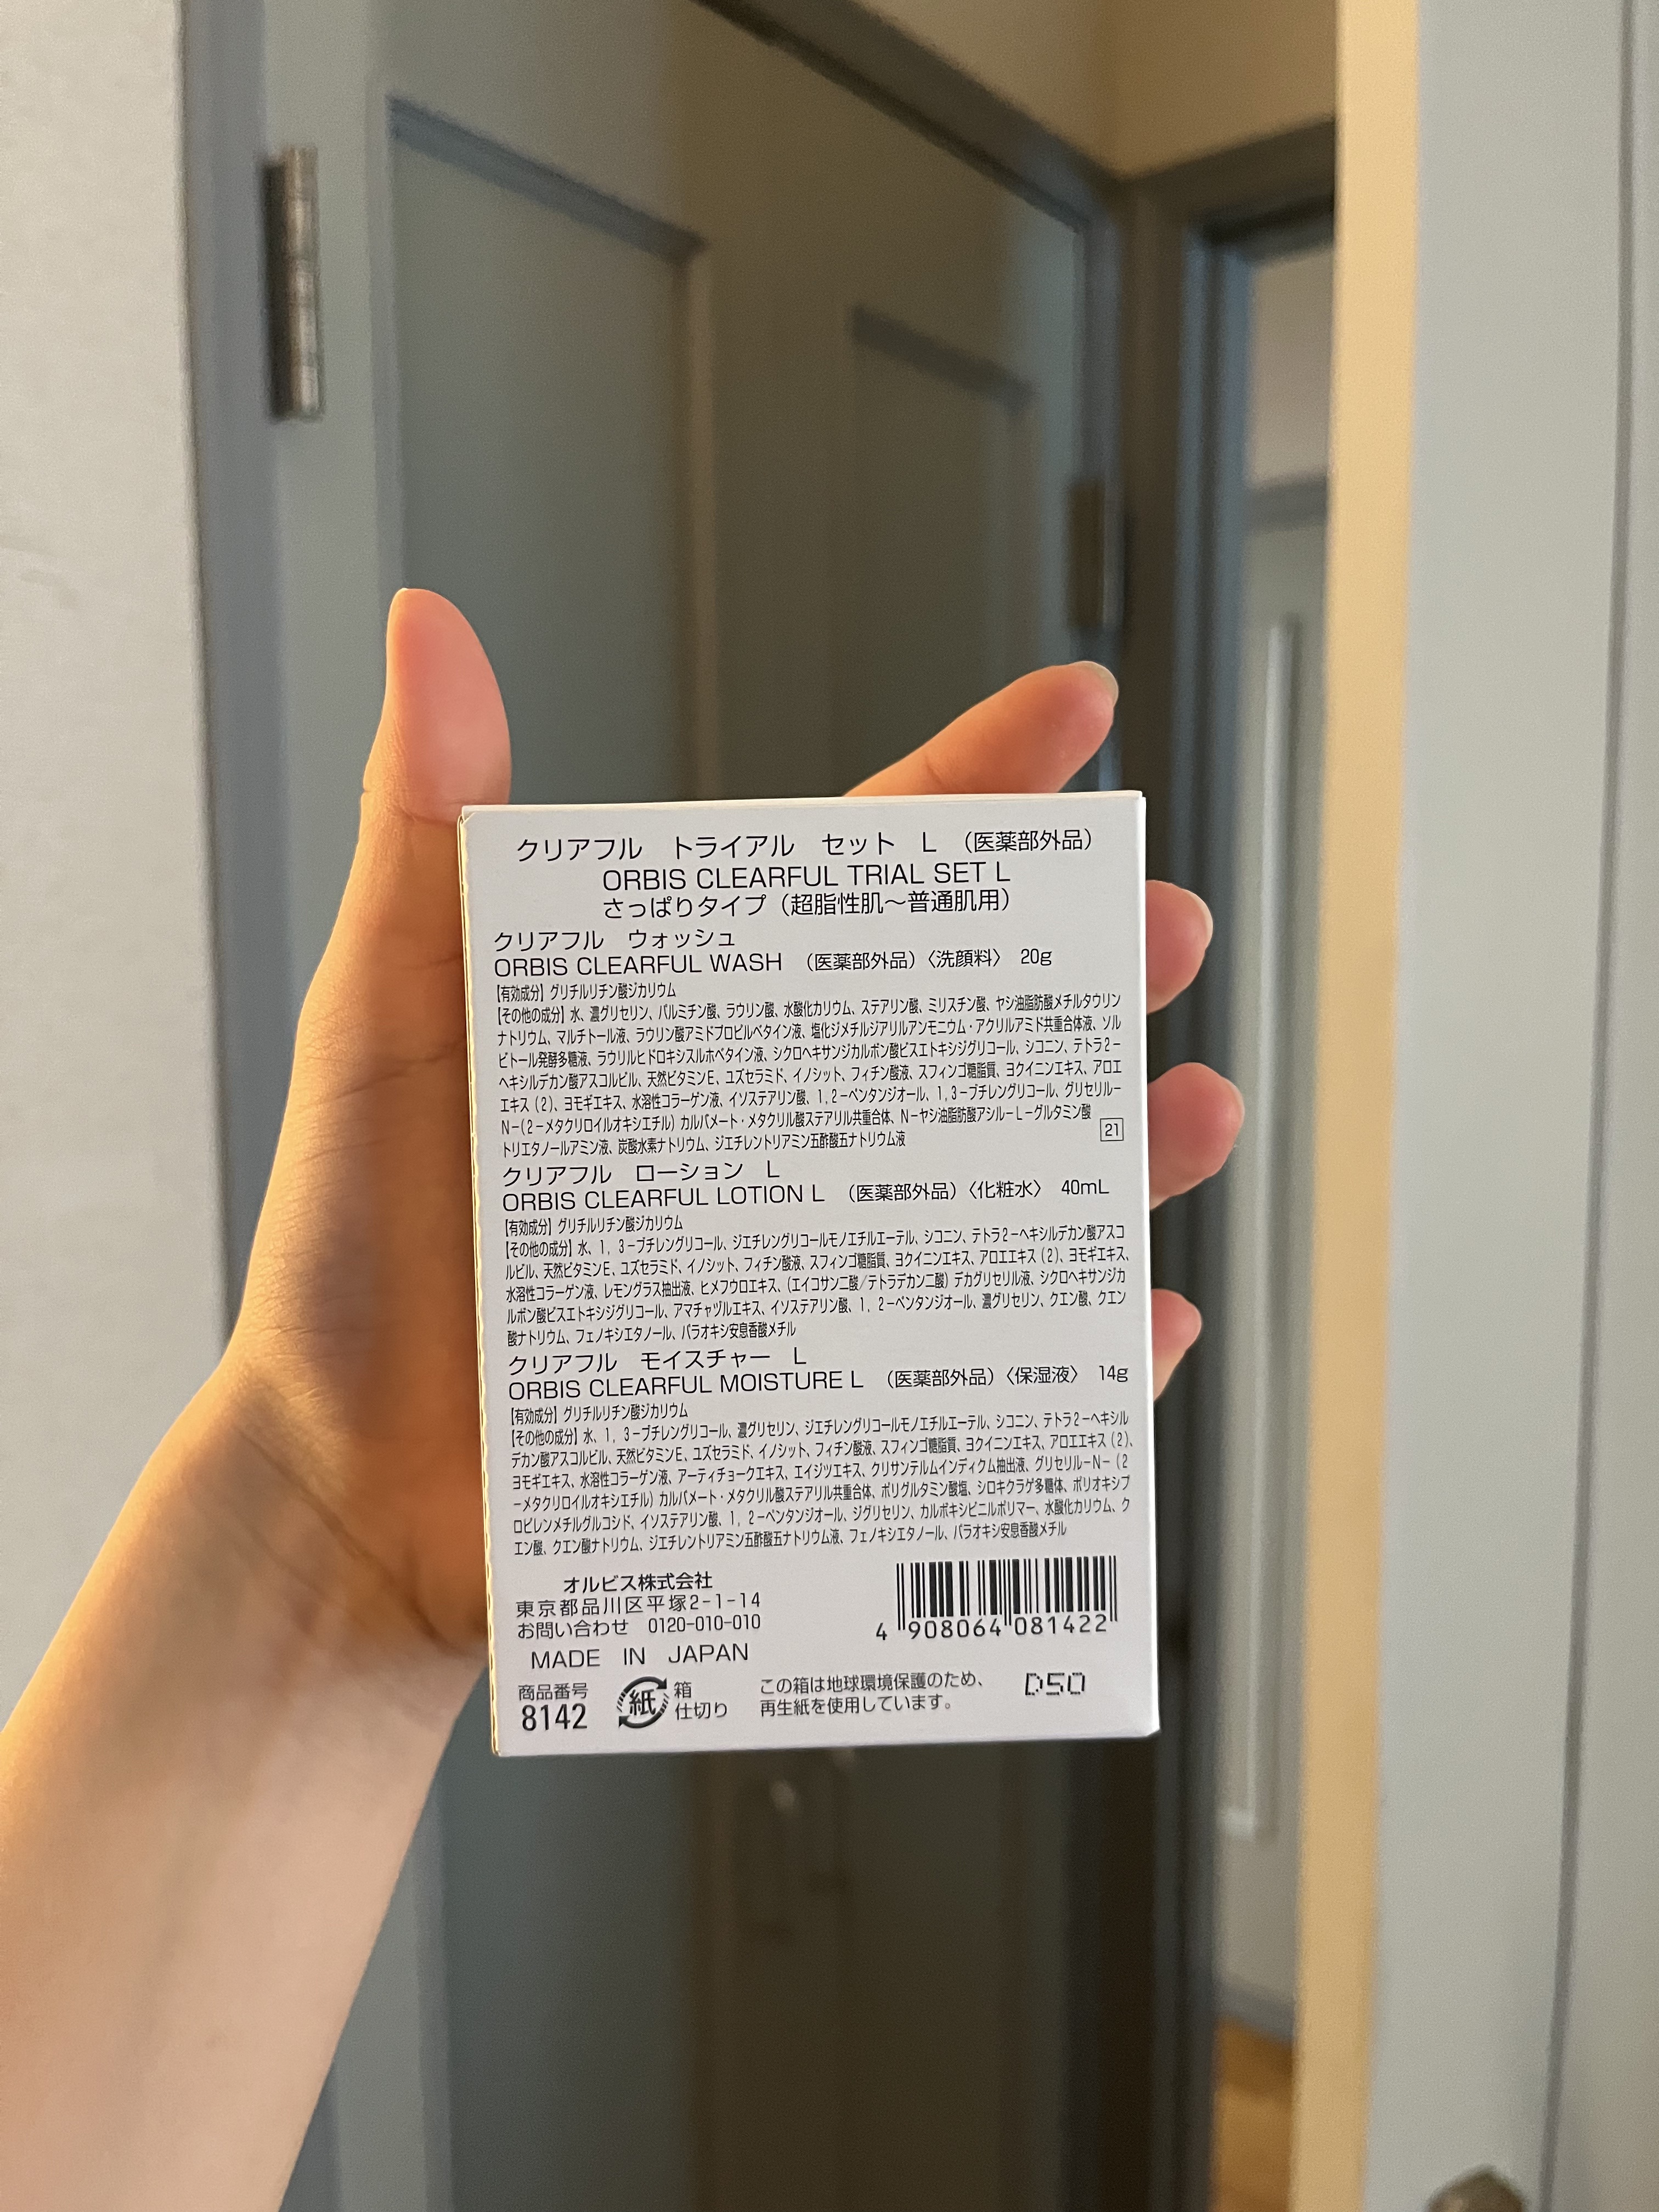 クリアフル　トライアル　セット　L　（医薬部外品）
ORBIS CLEARFUL TRIAL SET L
さっぱりタイプ（超脂性肌〜普通肌用）
クリアフル　ウォッシュ
ORBIS CLEARFUL WASH　（医薬部外品）〈洗顔料〉　20g
【有効成分】グリチルリチン酸ジカリウム
【その他の成分】水、濃グリセリン、パルミチン酸、ラウリン酸、水酸化カリウム、ステアリン酸、ミリスチン酸、ヤシ油脂肪酸メチルタウリン
ナトリウム、マルチトール液、ラウリン酸アミドプロピルベタイン液、塩化ジメチルジアリルアンモニウム・アクリルアミド共重合体液、ソル
ビトール発酵多糖液、ラウリルヒドロキシスルホベタイン液、シクロヘキサンジカルボン酸ビスエトキシジグリコール、シコニン、テトラ2－
ヘキシルデカン酸アスコルビル、天然ビタミンE、ユズセラミド、イノシット、フィチン酸液、スフィンゴ糖脂質、ヨクイニンエキス、アロエ
エキス（2）、ヨモギエキス、水溶性コラーゲン液、イソステアリン酸、1,2－ペンタンジオール、1,3－ブチレングリコール、グリセリル－
N－（2－メタクリロイルオキシエチル）カルバメート・メタクリル酸ステアリル共重合体、N－ヤシ油脂肪酸アシル－L－グルタミン酸
トリエタノールアミン液、炭酸水素ナトリウム、ジエチレントリアミン五酢酸五ナトリウム液
21
クリアフル　ローション　L
ORBIS CLEARFUL LOTION L　（医薬部外品）〈化粧水〉　40mL
【有効成分】グリチルリチン酸ジカリウム
【その他の成分】水、1，3－ブチレングリコール、ジエチレングリコールモノエチルエーテル、シコニン、テトラ2－ヘキシルデカン酸アスコ
ルビル、天然ビタミンE、ユズセラミド、イノシット、フィチン酸液、スフィンゴ糖脂質、ヨクイニンエキス、アロエエキス（2）、ヨモギエキス、
水溶性コラーゲン液、レモングラス抽出液、ヒメフウロエキス、（エイコサン二酸／テトラデカン二酸）デカグリセリル液、シクロヘキサンジカ
ルボン酸ビスエトキシジグリコール、アマチャヅルエキス、イソステアリン酸、1，2－ペンタンジオール、濃グリセリン、クエン酸、クエン
酸ナトリウム、フェノキシエタノール、パラオキシ安息香酸メチル
クリアフル　モイスチャー　L
ORBIS CLEARFUL MOISTURE L　（医薬部外品）〈保湿液〉　14g
【有効成分】グリチルリチン酸ジカリウム
【その他の成分】水、1，3－ブチレングリコール、濃グリセリン、ジエチレングリコールモノエチルエーテル、シコニン、テトラ2－ヘキシル
デカン酸アスコルビル、天然ビタミンE、ユズセラミド、イノシット、フィチン酸液、スフィンゴ糖脂質、ヨクイニンエキス、アロエエキス（2）、
ヨモギエキス、水溶性コラーゲン液、アーティチョークエキス、エイジツエキス、クリサンテルムインディクム抽出液、グリセリル－N－（2
－メタクリロイルオキシエチル）カルバメート・メタクリル酸ステアリル共重合体、ポリグルタミン酸塩、シロキクラゲ多糖体、ポリオキシプ
ロピレンメチルグルコシド、イソステアリン酸、1，2－ペンタンジオール、ジグリセリン、カルボキシビニルポリマー、水酸化カリウム、ク
エン酸、クエン酸ナトリウム、ジエチレントリアミン五酢酸五ナトリウム液、フェノキシエタノール、パラオキシ安息香酸メチル
オルビス株式会社
東京都品川区平塚2-1-14
お問い合わせ　0120-010-010
MADE IN JAPAN
4 908064 081422
商品番号
8142
紙
箱
仕切り
この箱は地球環境保護のため、
再生紙を使用しています。
D50